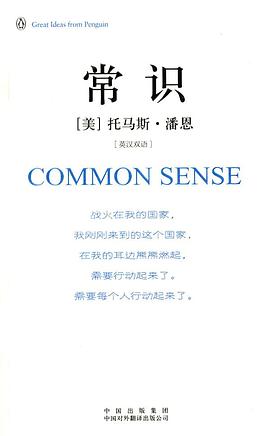 Great Ideas from Penguin
常识
[美]托马斯·潘恩
[英汉双语]
COMMON SENSE
战火在我的国家，
我刚刚来到的这个国家，
在我的耳边熊熊燃起。
需要行动起来了。
需要每个人行动起来了。
中国出版集团
中国对外翻译出版公司